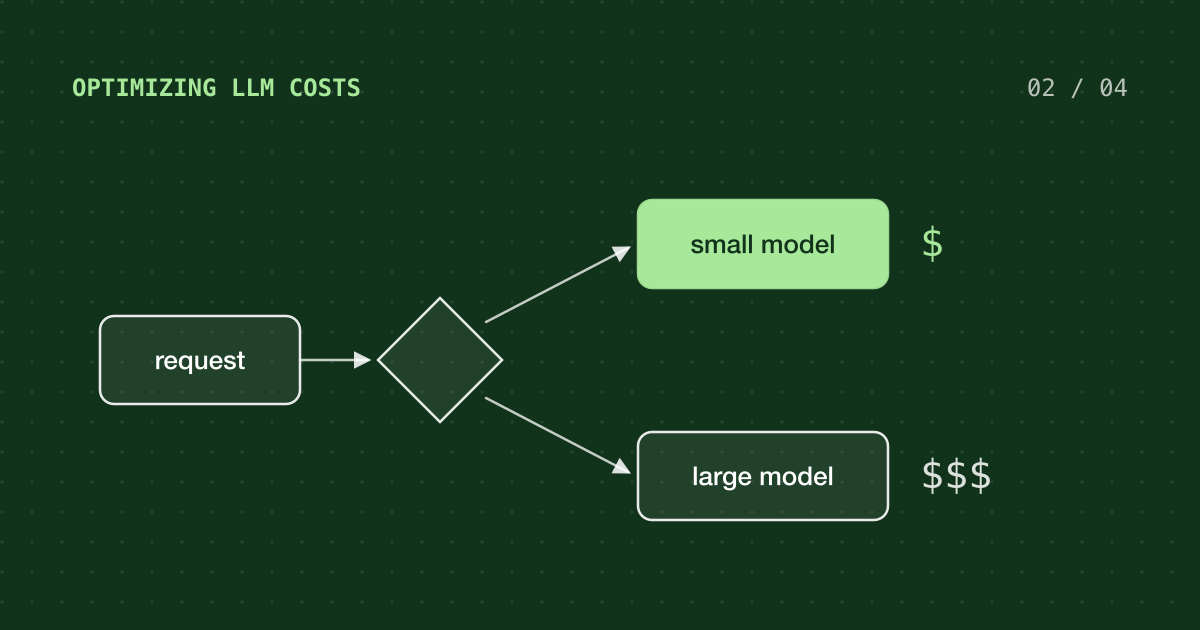 OPTIMIZING LLM COSTS
02 / 04
small model
$
request
large model
$$$